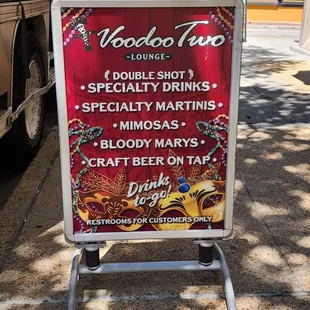 Voodoo Two
-LOUNGE-
DOUBLE SHOT
• SPECIALTY DRINKS •
• SPECIALTY MARTINIS •
• MIMOSAS •
• BLOODY MARYS •
• CRAFT BEER ON TAP •
Drinks
to-go!
RESTROOMS FOR CUSTOMERS ONLY